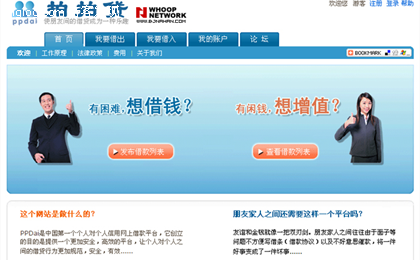 ppdai
拍拍贷
使朋友间的借贷成为一种乐趣
WHOOP
NETWORK
欢迎您 游客 注册 登录 帮助
首 页
我要借出
我要借入
我的账户
论 坛
欢迎 | 工作原理 | 法律政策 | 费用 | 关于我们
BOOKMARK
有困难,想借钱?
发布借款列表
有闲钱,想增值?
查看借款列表
这个网站是做什么的?
PPDai是中国第一个个人对个人信用网上借款平台,它创立
的目的是提供一个更加安全,高效的平台,让个人对个人之
间的借贷行为更加规范,安全,有效......
朋友家人之间还需要这样一个平台吗?
友谊和金钱就像一把双刃剑。朋友家人之间往往由于面子等
问题不方便写借条(借款协议)以及不好意思催款,将一件
好事变成了一件坏事......